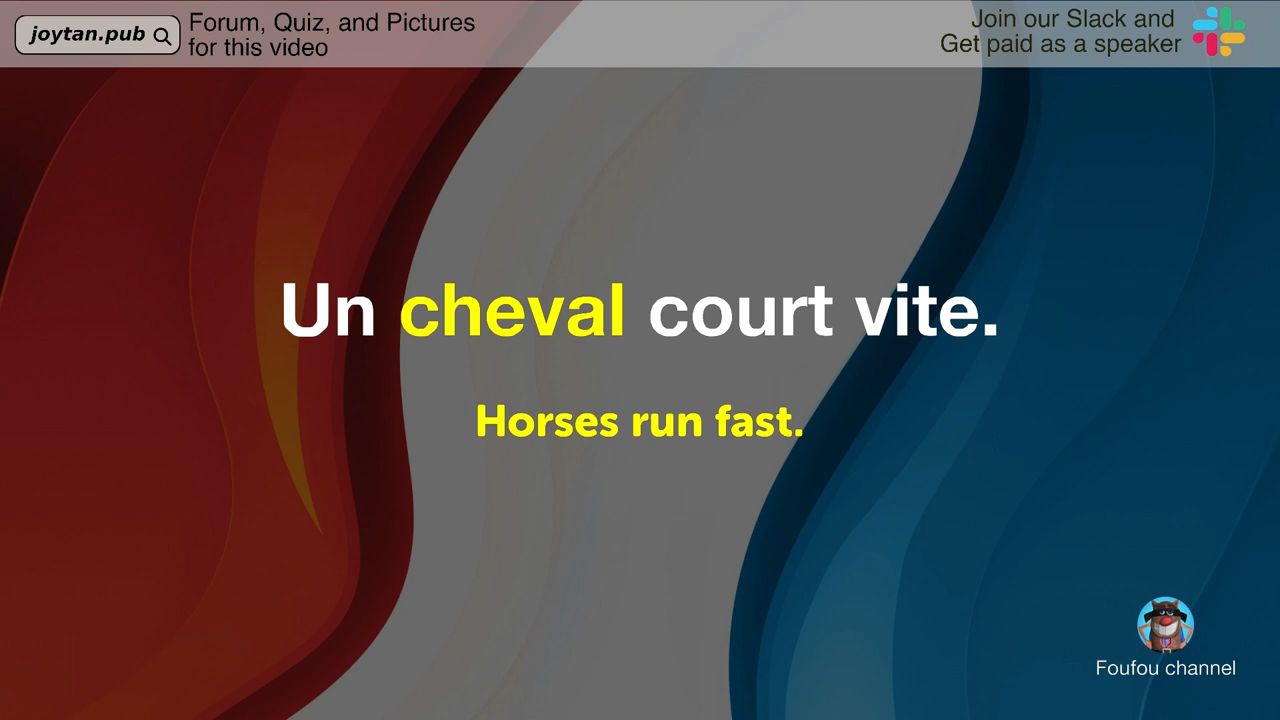 joytan.pub
Forum, Quiz, and Pictures
for this video
Join our Slack and
Get paid as a speaker
Un cheval court vite.
Horses run fast.
Foufou channel